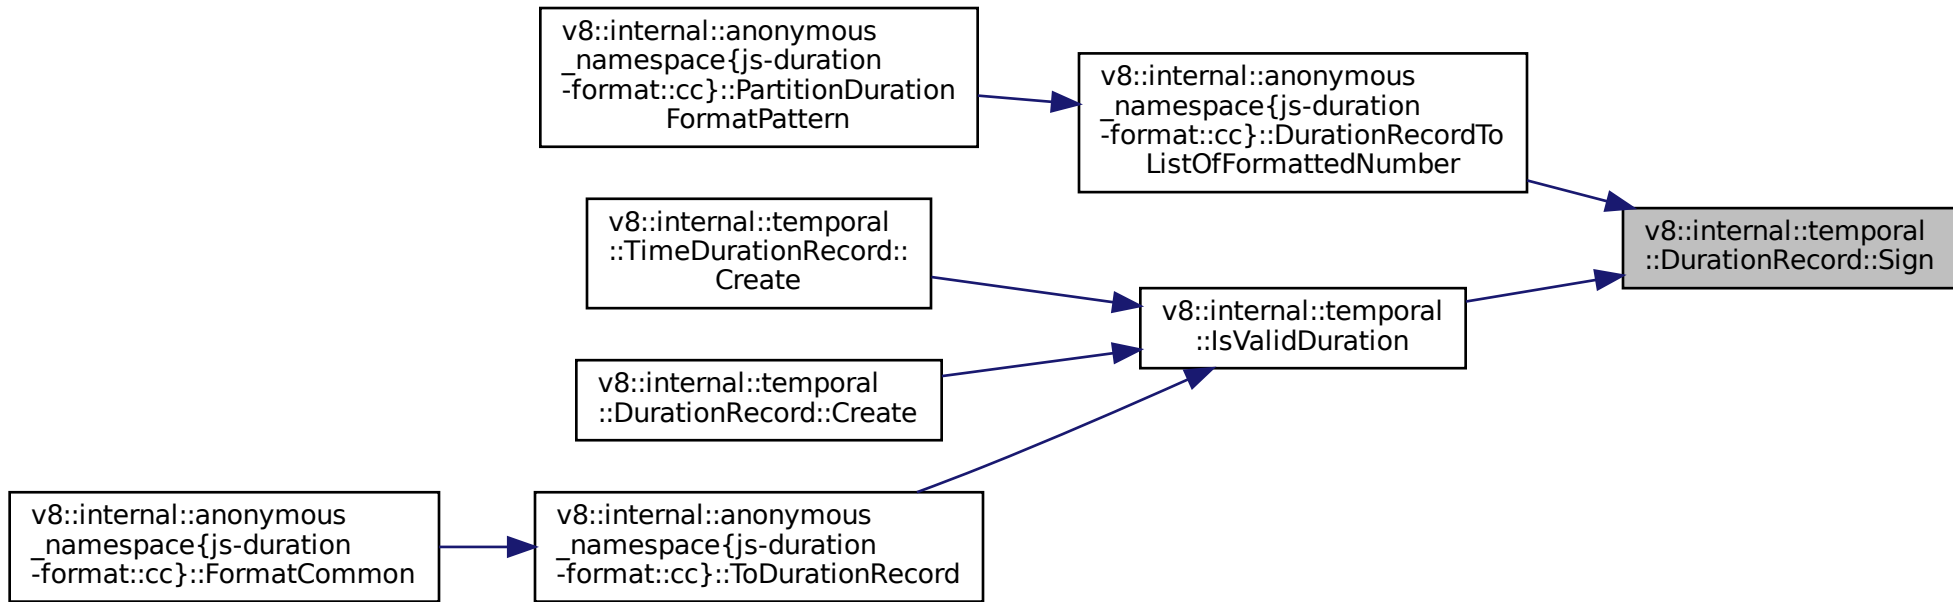 v8::internal::anonymous
_namespace{js-duration
-format::cc}::PartitionDuration
FormatPattern
v8::internal::anonymous
_namespace{js-duration
-format::cc}::DurationRecordTo
ListOfFormattedNumber
v8::internal::temporal
::TimeDurationRecord::
Create
v8::internal::temporal
::DurationRecord::Sign
v8::internal::temporal
::IsValidDuration
v8::internal::temporal
::DurationRecord::Create
v8::internal::anonymous
_namespace{js-duration
-format::cc}::FormatCommon
v8::internal::anonymous
_namespace{js-duration
-format::cc}::ToDurationRecord